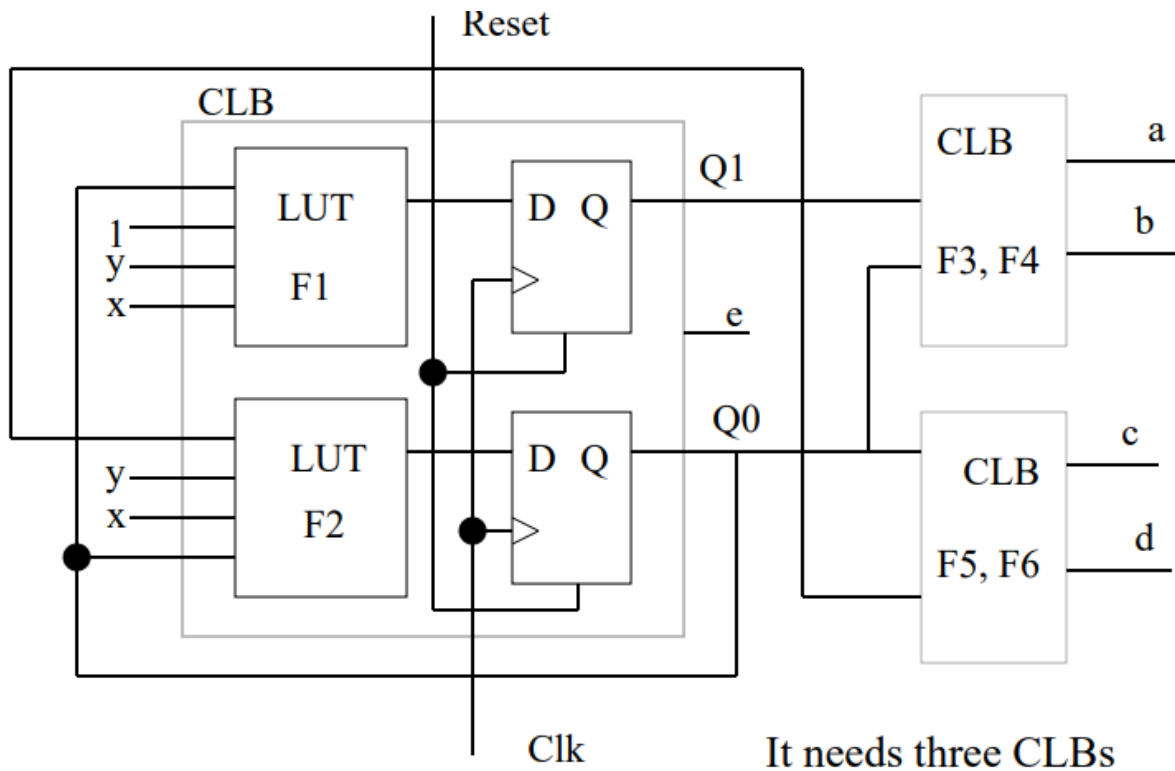 Reset
CLB
LUT
F1
1
y
x
D Q
Q1
e
CLB
F3, F4
a
b
LUT
F2
y
x
D Q
Q0
CLB
F5, F6
c
d
Clk
It needs three CLBs